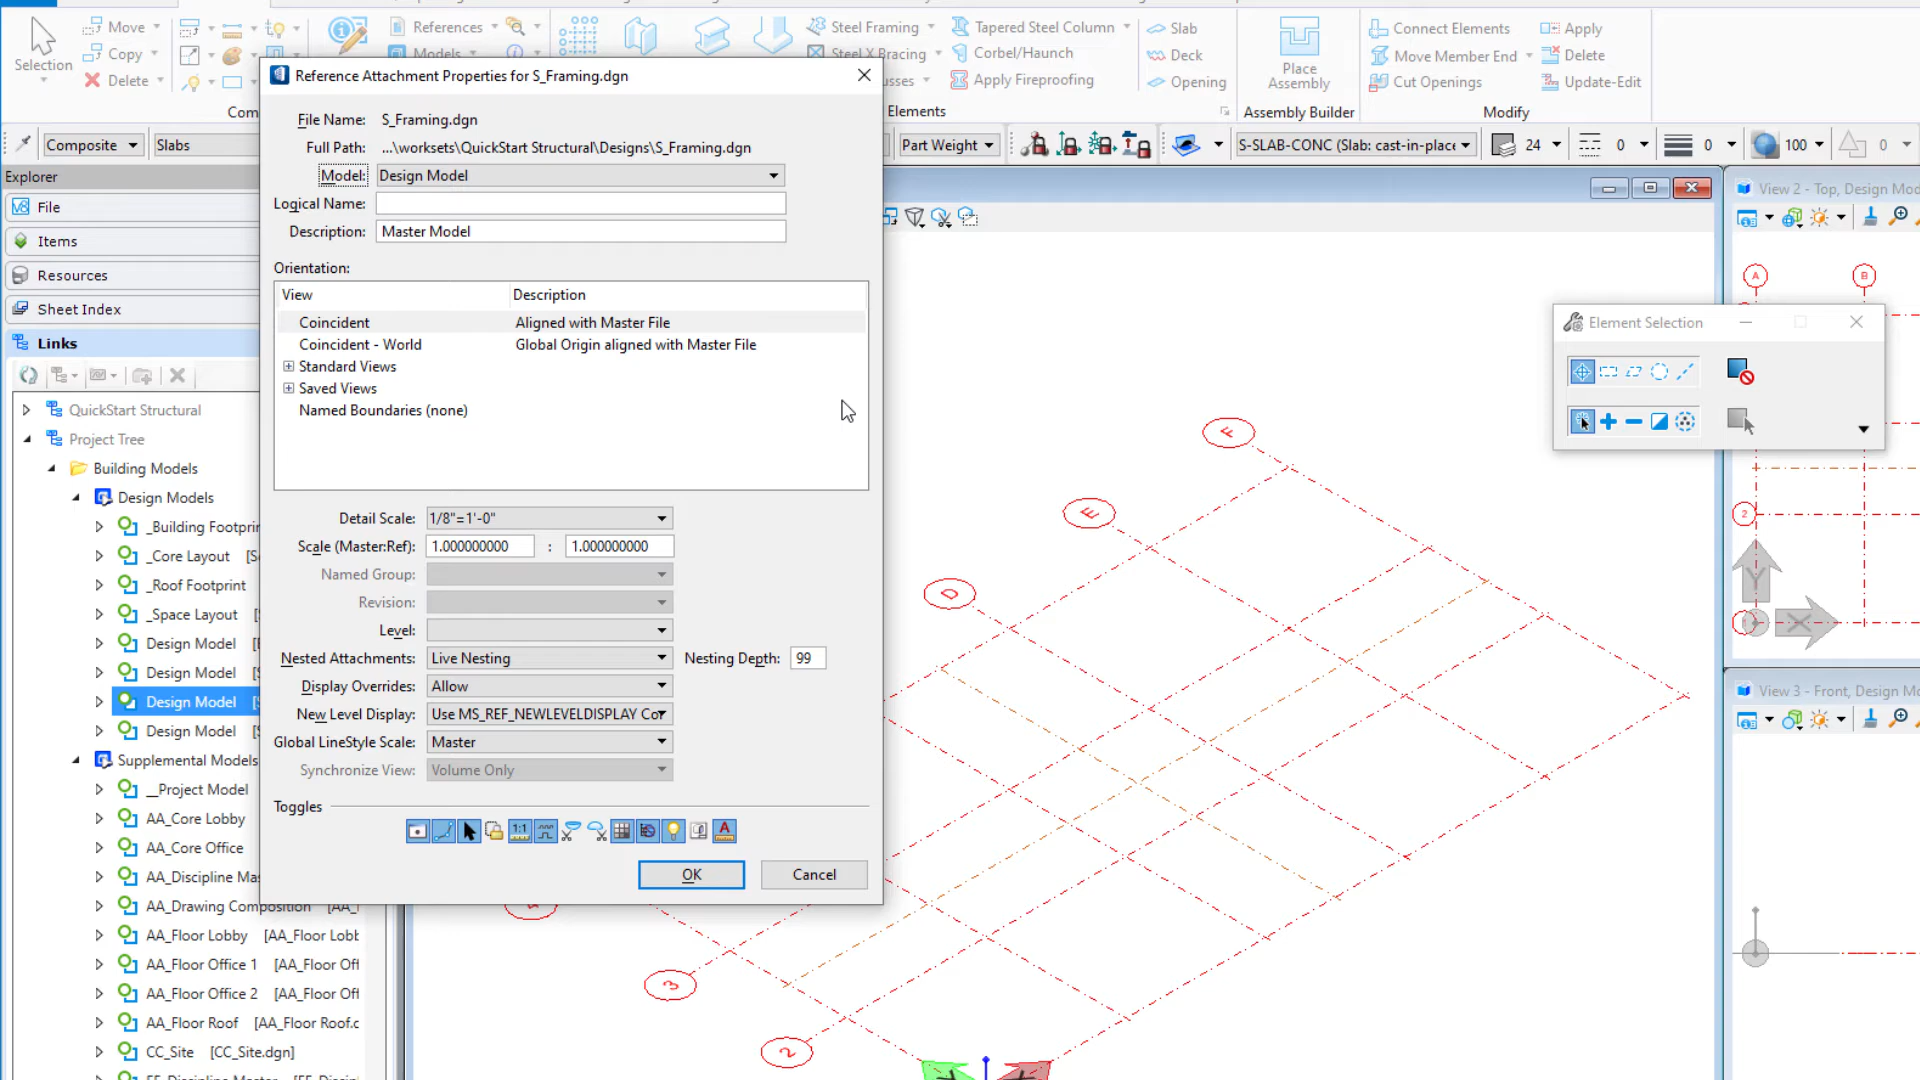 Move
References
Steel Framing
Tapered Steel Column
Slab
Connect Elements
Apply
Selection
Copy
Models
Steel X Bracing
Corbel/Haunch
Deck
Place Assembly
Move Member End
Delete
Delete
Apply Fireproofing
Opening
Cut Openings
Update-Edit
Elements
Assembly Builder
Modify
Composite
Slabs
Part Weight
S-SLAB-CONC (Slab: cast-in-place
24
0
0
100
0
Explorer
File
Items
Resources
Sheet Index
Links
QuickStart Structural
Project Tree
Building Models
Design Models
_Building Footprin
_Core Layout [S
_Roof Footprint
_Space Layout [S
Design Model
Design Model [S
Design Model [S
Design Model [S
Supplemental Models
__Project Model
AA_Core Lobby
AA_Core Office
AA_Discipline Mas
AA_Drawing Composition [AA_
AA_Floor Lobby [AA_Floor Lobb
AA_Floor Office 1 [AA_Floor Off
AA_Floor Office 2 [AA_Floor Off
AA_Floor Roof [AA_Floor Roof.c
CC_Site [CC_Site.dgn]
Reference Attachment Properties for S_Framing.dgn
File Name: S_Framing.dgn
Full Path: ...\worksets\QuickStart Structural\Designs\S_Framing.dgn
Model: Design Model
Logical Name:
Description: Master Model
Orientation:
View Description
Coincident Aligned with Master File
Coincident - World Global Origin aligned with Master File
Standard Views
Saved Views
Named Boundaries (none)
Detail Scale: 1/8"=1'-0"
Scale (Master:Ref): 1.000000000 : 1.000000000
Named Group:
Revision:
Level:
Nested Attachments: Live Nesting Nesting Depth: 99
Display Overrides: Allow
New Level Display: Use MS_REF_NEWLEVELDISPLAY Co
Global LineStyle Scale: Master
Synchronize View: Volume Only
Toggles
1:1
A
OK Cancel
F
E
D
3
2
View 2 - Top, Design Mod
A
B
Element Selection
2
Y
X
View 3 - Front, Design M